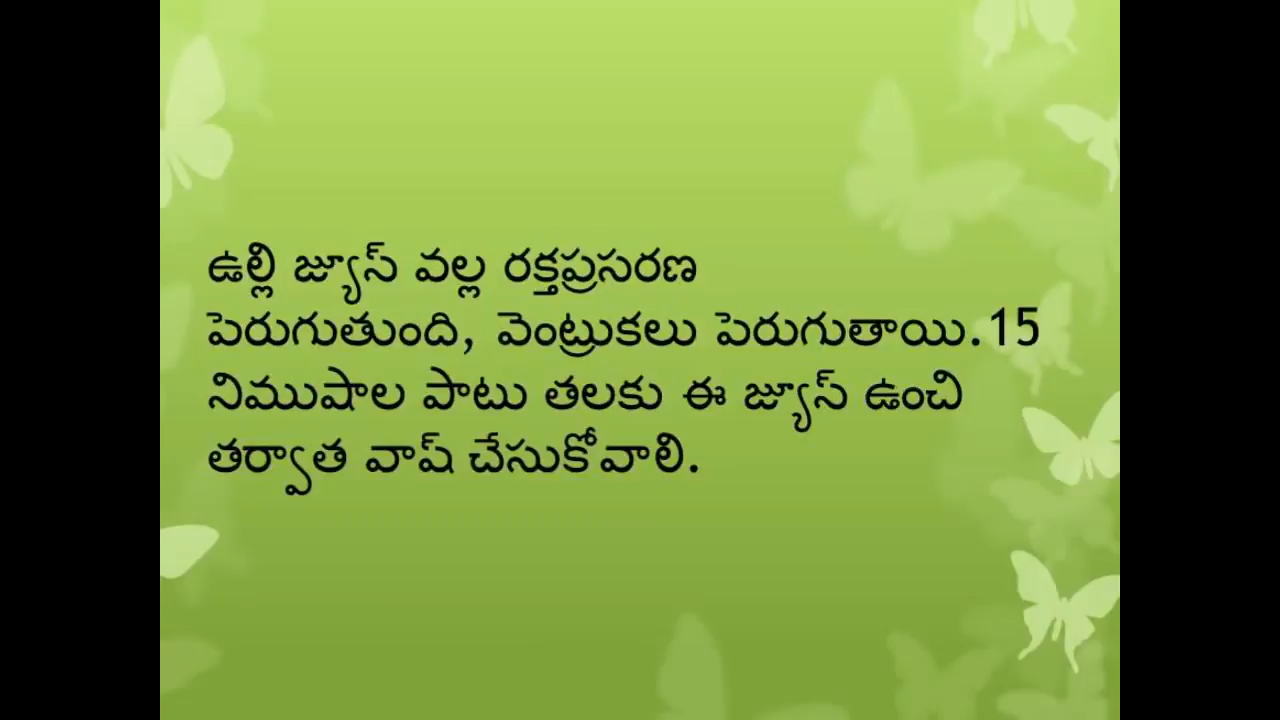 ఉల్లి జ్యూస్ వల్ల రక్తప్రసరణ
పెరుగుతుంది, వెంట్రుకలు పెరుగుతాయి.15
నిముషాల పాటు తలకు ఈ జ్యూస్ ఉంచి
తర్వాత వాష్ చేసుకోవాలి.